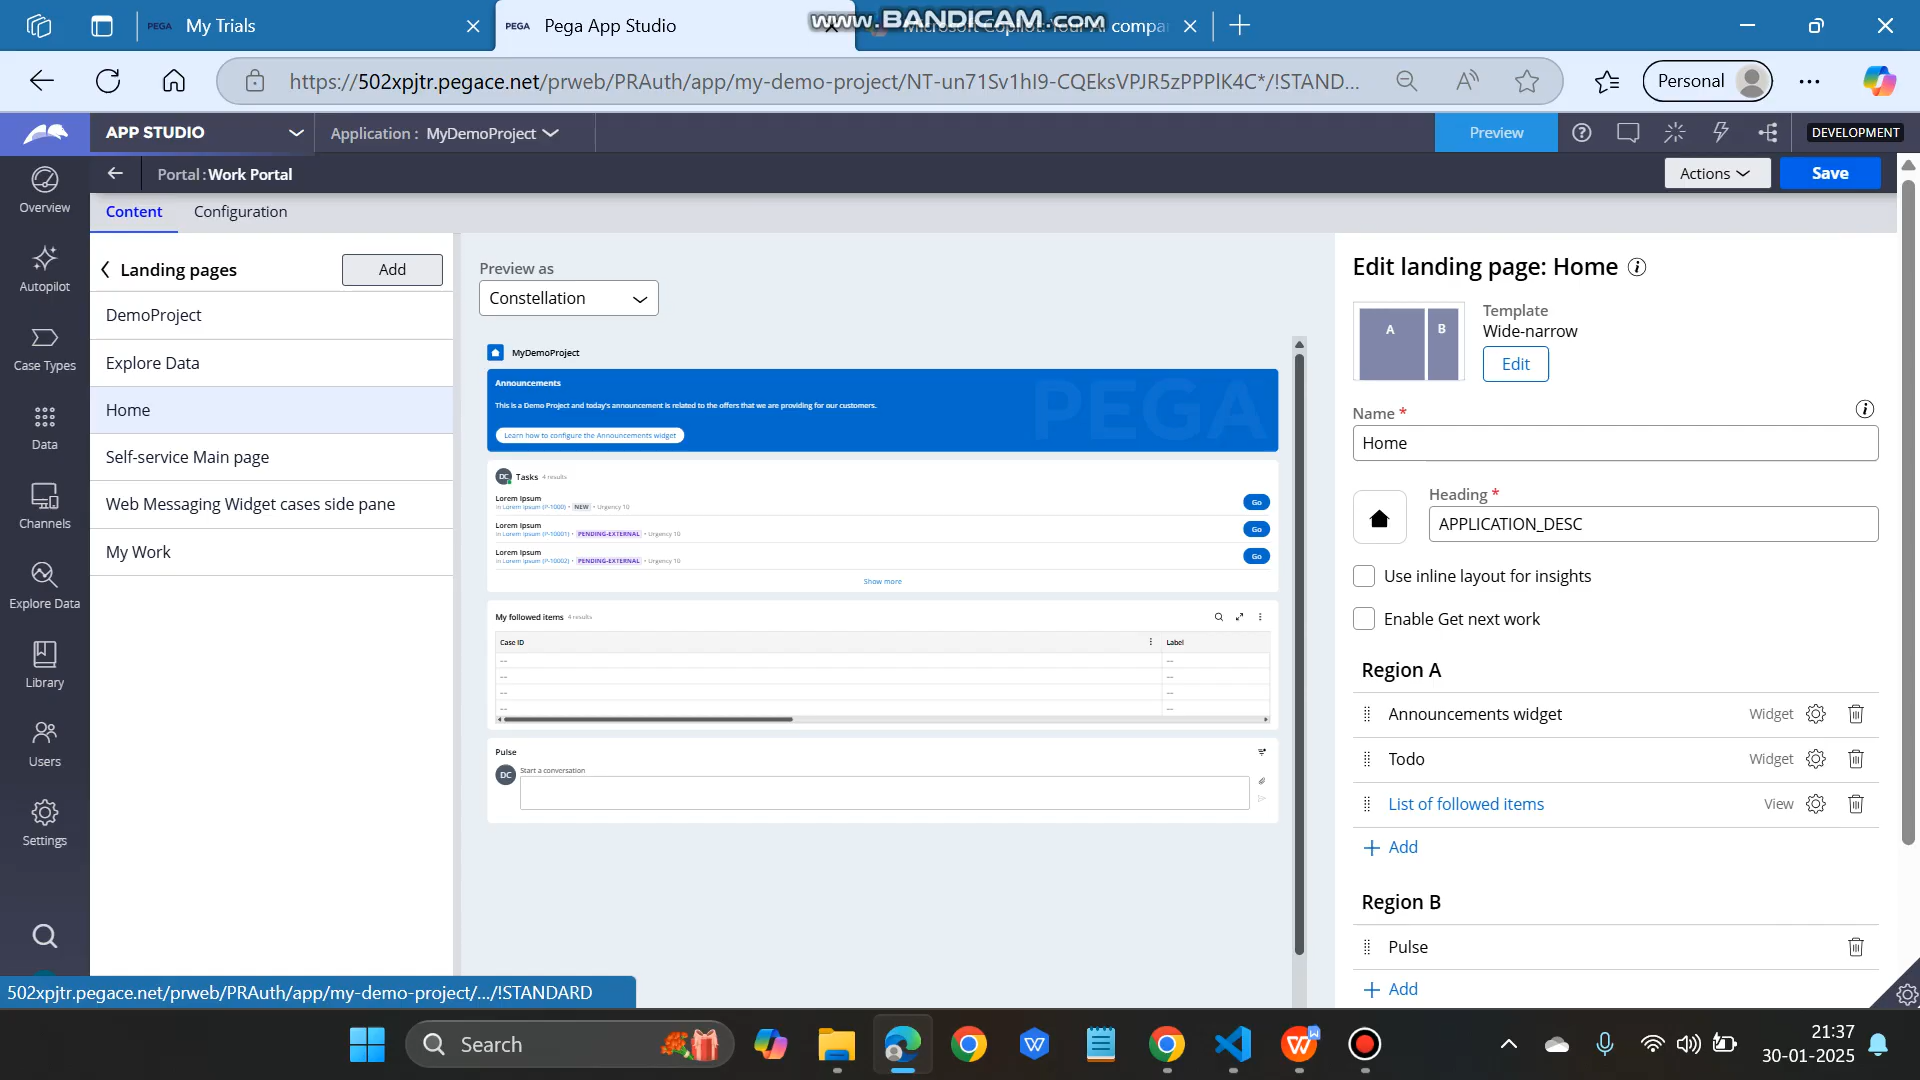 PEGA My Trials
PEGA Pega App Studio
www.BANDICAM.com
Microsoft Copilot: Your AI compa
https://502xpjtr.pegace.net/prweb/PRAuth/app/my-demo-project/NT-un71Sv1hI9-CQEksVPJR5zPPPlK4C*/!STAND...
Personal
APP STUDIO
Application : MyDemoProject
Preview
DEVELOPMENT
Portal : Work Portal
Actions
Save
Overview
Autopilot
Case Types
Data
Channels
Explore Data
Library
Users
Settings
Content
Configuration
Landing pages
Add
DemoProject
Explore Data
Home
Self-service Main page
Web Messaging Widget cases side pane
My Work
Preview as
Constellation
MyDemoProject
Announcements
This is a Demo Project and today's announcement is related to the offers that we are providing for our customers.
Learn how to configure the Announcements widget
PEGA
DC Tasks 4 results
Lorem Ipsum
in Lorem Ipsum (P-1000) • NEW • Urgency 10
Go
Lorem Ipsum
in Lorem Ipsum (P-10001) • PENDING-EXTERNAL • Urgency 10
Go
Lorem Ipsum
in Lorem Ipsum (P-10002) • PENDING-EXTERNAL • Urgency 10
Go
Show more
My followed items 4 results
Case ID
Label
-- --
-- --
-- --
-- --
Pulse
DC
Start a conversation
Edit landing page: Home
A B
Template
Wide-narrow
Edit
Name *
Home
Heading *
APPLICATION_DESC
Use inline layout for insights
Enable Get next work
Region A
Announcements widget Widget
Todo Widget
List of followed items View
+ Add
Region B
Pulse
+ Add
502xpjtr.pegace.net/prweb/PRAuth/app/my-demo-project/.../!STANDARD
Search
21:37
30-01-2025